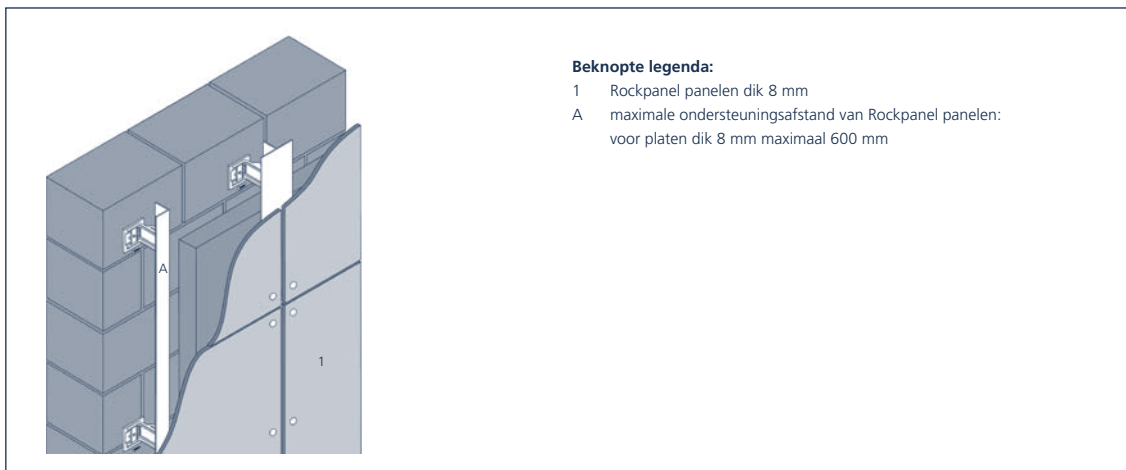 Beknopte legenda:
1 Rockpanel panelen dik 8 mm
A maximale ondersteuningsafstand van Rockpanel panelen:
voor platen dik 8 mm maximaal 600 mm
A
1